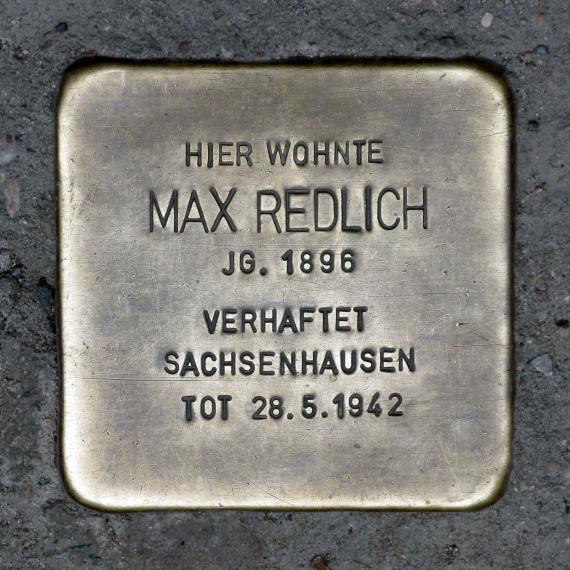 HIER WOHNTE
MAX REDLICH
JG. 1896
VERHAFTET
SACHSENHAUSEN
TOT 28.5.1942